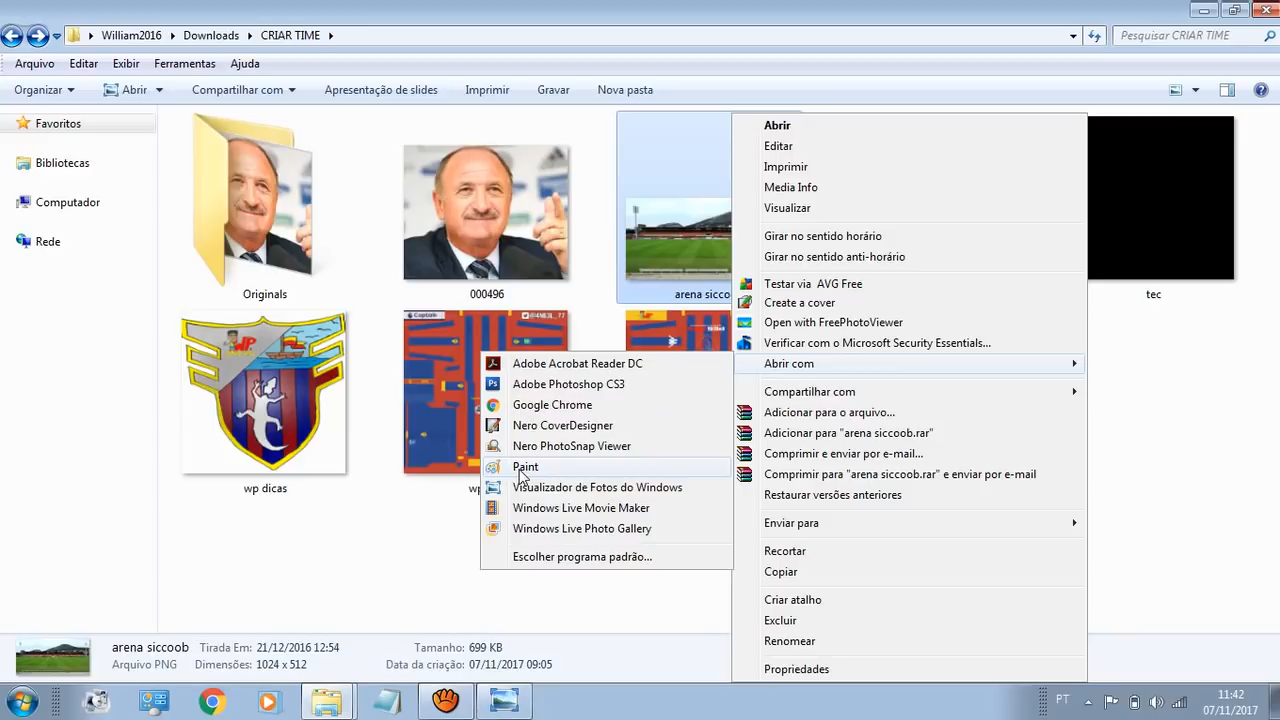 William2016 Downloads CRIAR TIME
Pesquisar CRIAR TIME
Arquivo Editar Exibir Ferramentas Ajuda
Organizar Abrir Compartilhar com Apresentação de slides Imprimir Gravar Nova pasta
Favoritos
Bibliotecas
Computador
Rede
Originals
000496
arena sicco
tec
wp dicas
wp
Captain
Abrir
Editar
Imprimir
Media Info
Visualizar
Girar no sentido horário
Girar no sentido anti-horário
Testar via AVG Free
Create a cover
Open with FreePhotoViewer
Verificar com o Microsoft Security Essentials...
Abrir com
Compartilhar com
Adicionar para o arquivo...
Adicionar para "arena siccoob.rar"
Comprimir e enviar por e-mail...
Comprimir para "arena siccoob.rar" e enviar por e-mail
Restaurar versões anteriores
Enviar para
Recortar
Copiar
Criar atalho
Excluir
Renomear
Propriedades
Adobe Acrobat Reader DC
Ps Adobe Photoshop CS3
Google Chrome
Nero CoverDesigner
Nero PhotoSnap Viewer
Paint
Visualizador de Fotos do Windows
Windows Live Movie Maker
Windows Live Photo Gallery
Escolher programa padrão...
arena siccoob Tirada Em: 21/12/2016 12:54 Tamanho: 699 KB
Arquivo PNG Dimensões: 1024 x 512 Data da criação: 07/11/2017 09:05
PT
11:42
07/11/2017